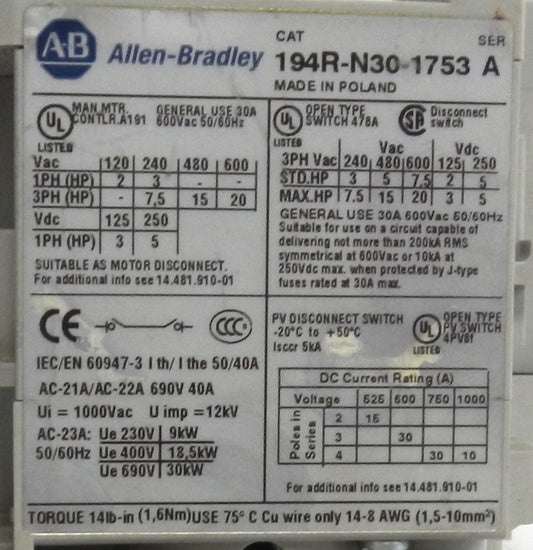 A-B Allen-Bradley
CAT SER
194R-N30-1753 A
MADE IN POLAND
UL LISTED
MAN.MTR. CONTLR.A191
GENERAL USE 30A 600Vac 50/60Hz
Vac 120 240 480 600
1PH (HP) 2 3 - -
3PH (HP) - 7,5 15 20
Vdc 125 250
1PH (HP) 3 5
SUITABLE AS MOTOR DISCONNECT.
For additional info see 14.481.910-01
UL LISTED
OPEN TYPE SWITCH 478A
Disconnect switch
Vac Vdc
3PH Vac 240 480 600 125 250
STD.HP 3 5 7.5 2 5
MAX.HP 7.5 15 20 3 5
GENERAL USE 30A 600Vac 50/60Hz
Suitable for use on a circuit capable of
delivering not more than 200kA RMS
symmetrical at 600Vac or 10kA at
250Vdc max. when protected by J-type
fuses rated at 30A max.
CE CCC
IEC/EN 60947-3 I th/ I the 50/40A
AC-21A/AC-22A 690V 40A
Ui = 1000Vac U imp =12kV
AC-23A: Ue 230V 9kW
50/60Hz Ue 400V 18,5kW
Ue 690V 30kW
PV DISCONNECT SWITCH
-20°C to +50°C
Isccr 5kA
UL LISTED
OPEN TYPE
PV SWITCH
4PV8f
DC Current Rating (A)
Voltage 525 600 750 1000
Poles in Series
2 15
3 30
4 30 10
For additional info see 14.481.910-01
TORQUE 14lb-in (1,6Nm) USE 75° C Cu wire only 14-8 AWG (1,5-10mm²)